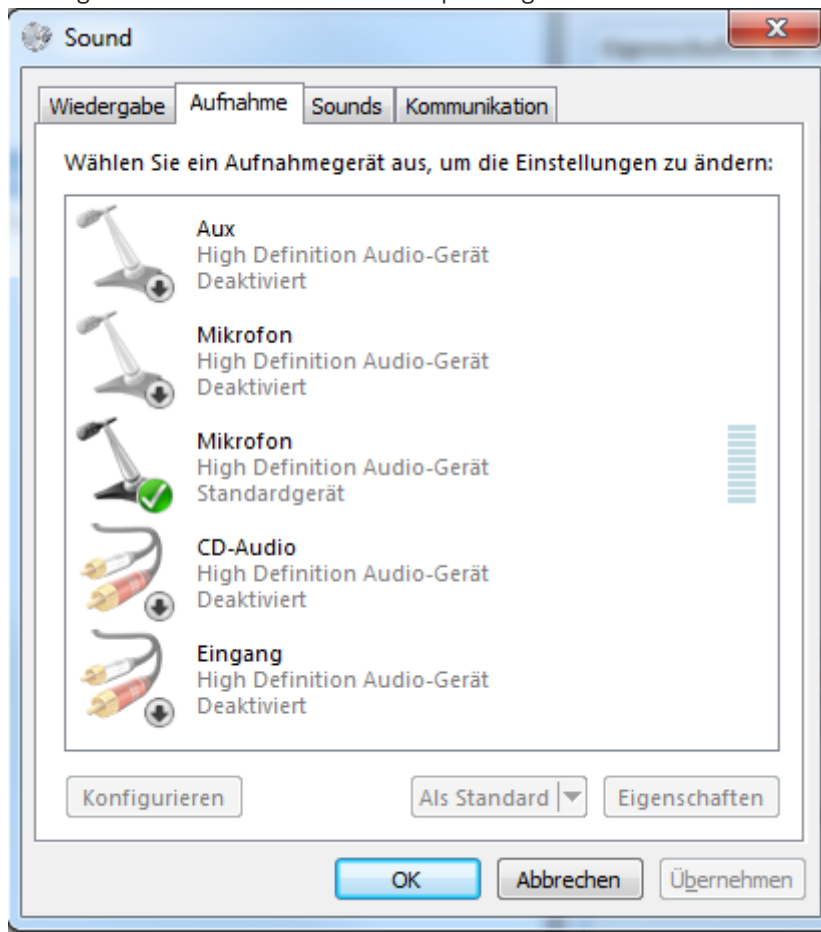 Sound
Wiedergabe Aufnahme Sounds Kommunikation
Wählen Sie ein Aufnahmegerät aus, um die Einstellungen zu ändern:
Aux
High Definition Audio-Gerät
Deaktiviert
Mikrofon
High Definition Audio-Gerät
Deaktiviert
Mikrofon
High Definition Audio-Gerät
Standardgerät
CD-Audio
High Definition Audio-Gerät
Deaktiviert
Eingang
High Definition Audio-Gerät
Deaktiviert
Konfigurieren Als Standard Eigenschaften
OK Abbrechen Übernehmen